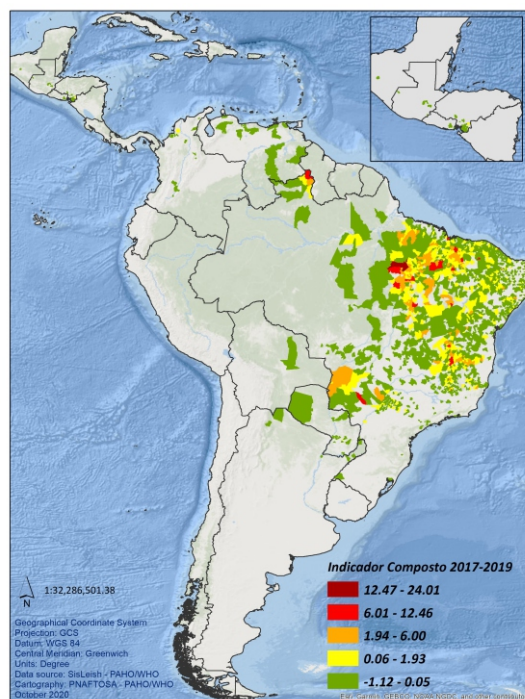 1:32,286,501.38
N
Geographical Coordinate System
Projection: GCS
Datum: WGS 84
Central Meridian: Greenwich
Units: Degree
Data source: SisLeish - PAHO/WHO
Cartography: PNAFTOSA - PAHO/WHO
October 2020
Indicador Composto 2017-2019
12.47 - 24.01
6.01 - 12.46
1.94 - 6.00
0.06 - 1.93
-1.12 - 0.05